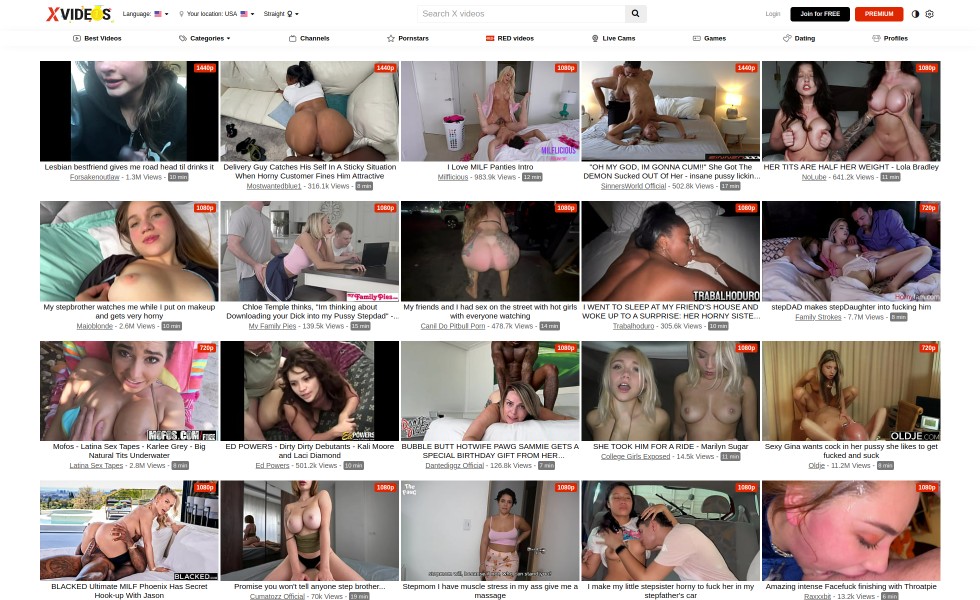 XVIDEOS
Language:
Your location: USA
Straight
Search X videos
Login
Join for FREE
PREMIUM
Best Videos
Categories
Channels
Pornstars
RED videos
Live Cams
Games
Dating
Profiles
1440p
1440p
1080p
1440p
1080p
MILFLICIOUS
Lesbian bestfriend gives me road head til drinks it
Forsakenoutlaw - 1.3M Views - 10 min
Delivery Guy Catches His Self In A Sticky Situation
When Horny Customer Fines Him Attractive
Mostwantedblue1 - 316.1k Views - 8 min
I Love MILF Panties Intro
Milflicious - 983.9k Views - 12 min
"OH MY GOD, IM GONNA CUM!!" She Got The
DEMON Sucked OUT Of Her - insane pussy lickin...
SinnersWorld Official - 502.8k Views - 17 min
HER TITS ARE HALF HER WEIGHT - Lola Bradley
NoLube - 641.2k Views - 11 min
1080p
1080p
1080p
1080p
720p
TRABALHODURO
My stepbrother watches me while I put on makeup
and gets very horny
Maioblonde - 2.6M Views - 10 min
Chloe Temple thinks, "Im thinking about
Downloading your Dick into my Pussy Stepdad" -...
My Family Pies - 139.5k Views - 15 min
My friends and I had sex on the street with hot girls
with everyone watching
Canil Do Pitbull Porn - 478.7k Views - 14 min
I WENT TO SLEEP AT MY FRIEND'S HOUSE AND
WOKE UP TO A SURPRISE: HER HORNY SISTE...
Trabalhoduro - 305.6k Views - 10 min
stepDAD makes stepDaughter into fucking him
Family Strokes - 7.7M Views - 8 min
720p
1080p
1080p
720p
MOFOS.COM
OLDJE.COM
Mofos - Latina Sex Tapes - Karlee Grey - Big
Natural Tits Underwater
Latina Sex Tapes - 2.8M Views - 8 min
ED POWERS - Dirty Dirty Debutants - Kali Moore
and Laci Diamond
Ed Powers - 501.2k Views - 10 min
BUBBLE BUTT HOTWIFE PAWG SAMMIE GETS A
SPECIAL BIRTHDAY GIFT FROM HER...
Dantediggz Official - 126.8k Views - 7 min
SHE TOOK HIM FOR A RIDE - Marilyn Sugar
College Girls Exposed - 14.5k Views - 11 min
Sexy Gina wants cock in her pussy she likes to get
fucked and suck
Oldje - 11.2M Views - 8 min
1080p
1080p
1080p
1080p
1080p
BLACKED.COM
BLACKED Ultimate MILF Phoenix Has Secret
Hook-up With Jason
Promise you won't tell anyone step brother...
Cumatozz Official - 70k Views - 19 min
Stepmom I have muscle stress in my ass give me a
massage
I make my little stepsister horny to fuck her in my
stepfather's car
Amazing intense Facefuck finishing with Throatpie
Raxxxbit - 13.2k Views - 6 min